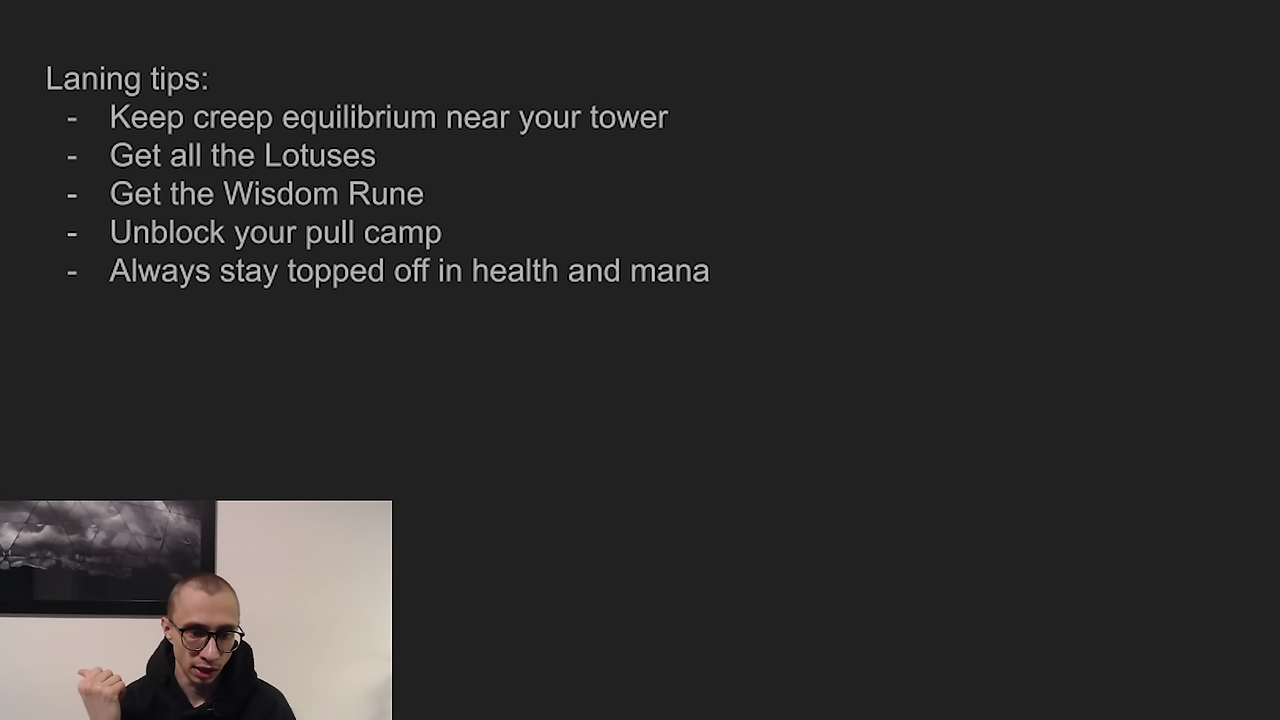 Laning tips:
- Keep creep equilibrium near your tower
- Get all the Lotuses
- Get the Wisdom Rune
- Unblock your pull camp
- Always stay topped off in health and mana